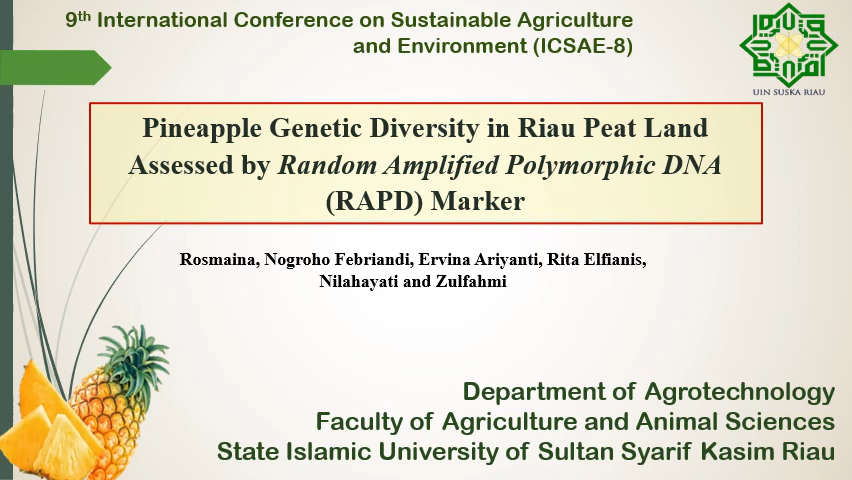 9th International Conference on Sustainable Agriculture
and Environment (ICSAE-8)
UIN SUSKA RIAU
Pineapple Genetic Diversity in Riau Peat Land
Assessed by Random Amplified Polymorphic DNA
(RAPD) Marker
Rosmaina, Nogroho Febriandi, Ervina Ariyanti, Rita Elfianis,
Nilahayati and Zulfahmi
Department of Agrotechnology
Faculty of Agriculture and Animal Sciences
State Islamic University of Sultan Syarif Kasim Riau